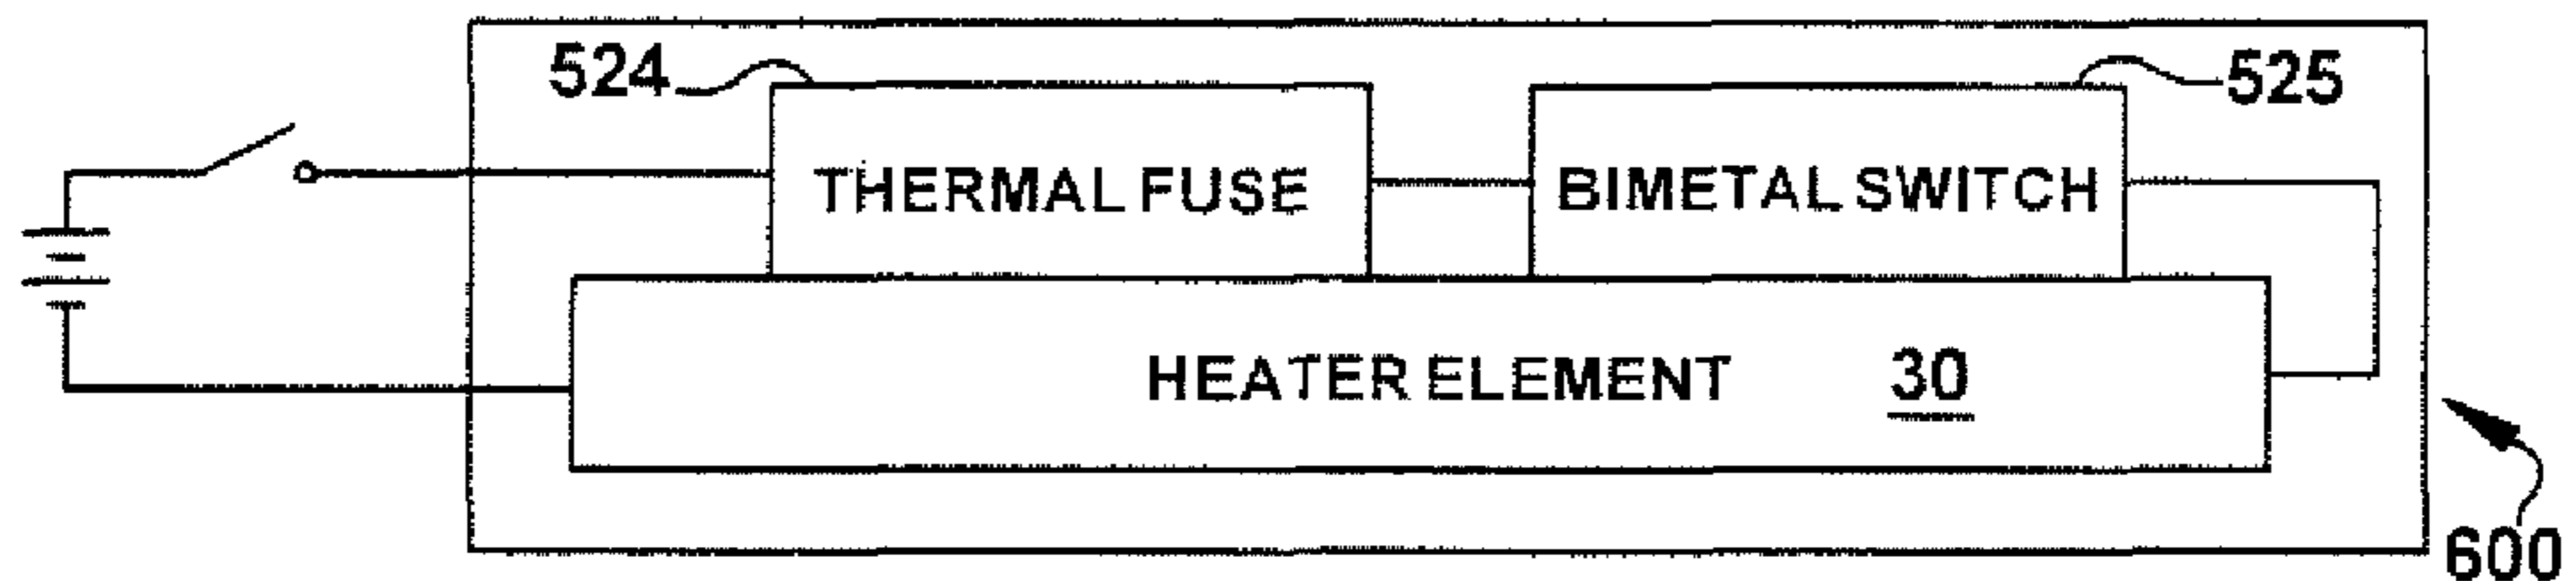 524
525
THERMAL FUSE
BIMETAL SWITCH
HEATER ELEMENT 30
600